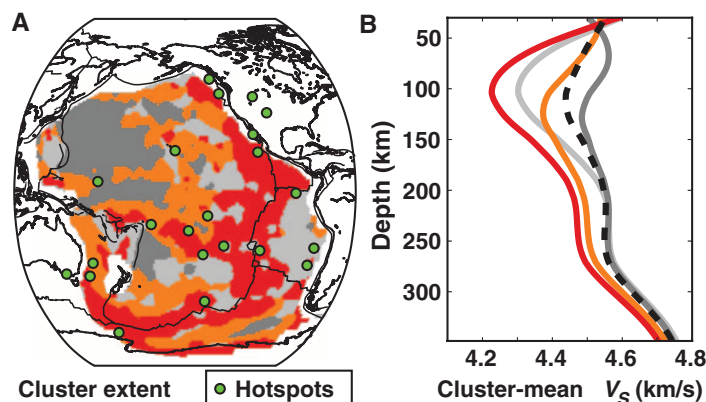 A
Cluster extent
Hotspots
B
50
100
150
200
250
300
Depth (km)
4.2 4.4 4.6 4.8
Cluster-mean VS (km/s)